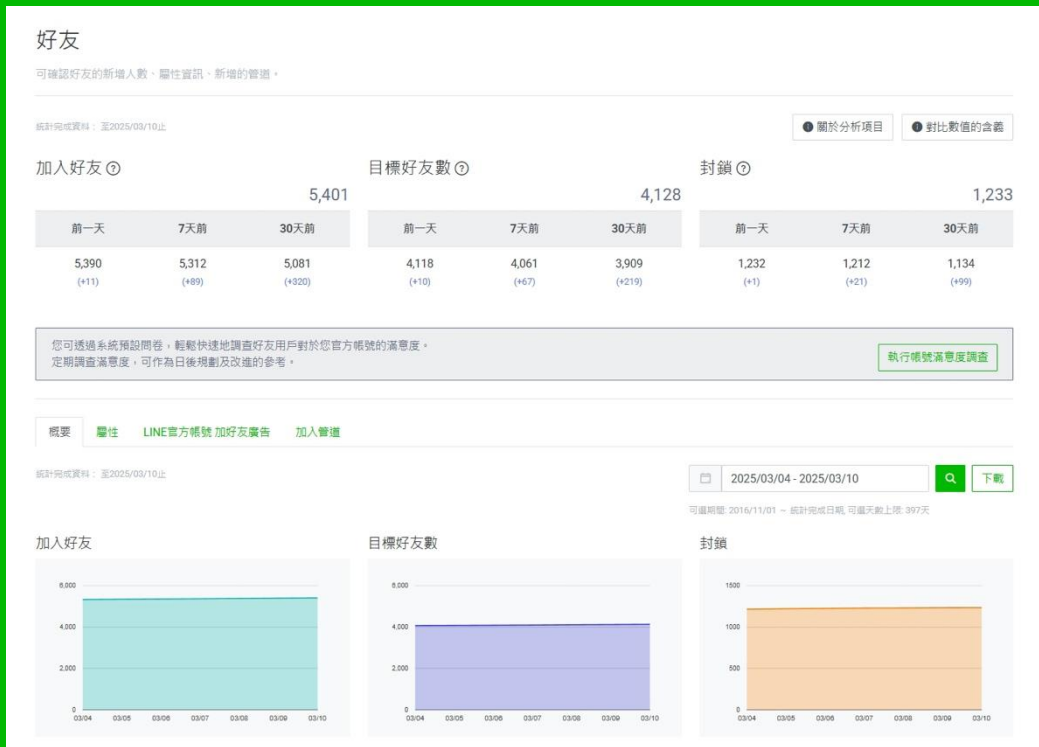 好友
可確認好友的新增人數、屬性資訊、新增的管道。
統計完成資料： 至2025/03/10止
關於分析項目
對比數值的含義
加入好友
5,401
前一天 7天前 30天前
5,390 5,312 5,081
(+11) (+89) (+320)
目標好友數
4,128
前一天 7天前 30天前
4,118 4,061 3,909
(+10) (+67) (+219)
封鎖
1,233
前一天 7天前 30天前
1,232 1,212 1,134
(+1) (+21) (+99)
您可透過系統預設問卷，輕鬆快速地調查好友用戶對於您官方帳號的滿意度。
定期調查滿意度，可作為日後規劃及改進的參考。
執行帳號滿意度調查
概要 屬性 LINE官方帳號 加好友廣告 加入管道
統計完成資料： 至2025/03/10止
2025/03/04 - 2025/03/10
下載
可選期間: 2016/11/01 ～ 統計完成日期, 可選天數上限: 397天
加入好友
6,000
4,000
2,000
0
03/04 03/05 03/06 03/07 03/08 03/09 03/10
目標好友數
6,000
4,000
2,000
0
03/04 03/05 03/06 03/07 03/08 03/09 03/10
封鎖
1500
1000
500
0
03/04 03/05 03/06 03/07 03/08 03/09 03/10